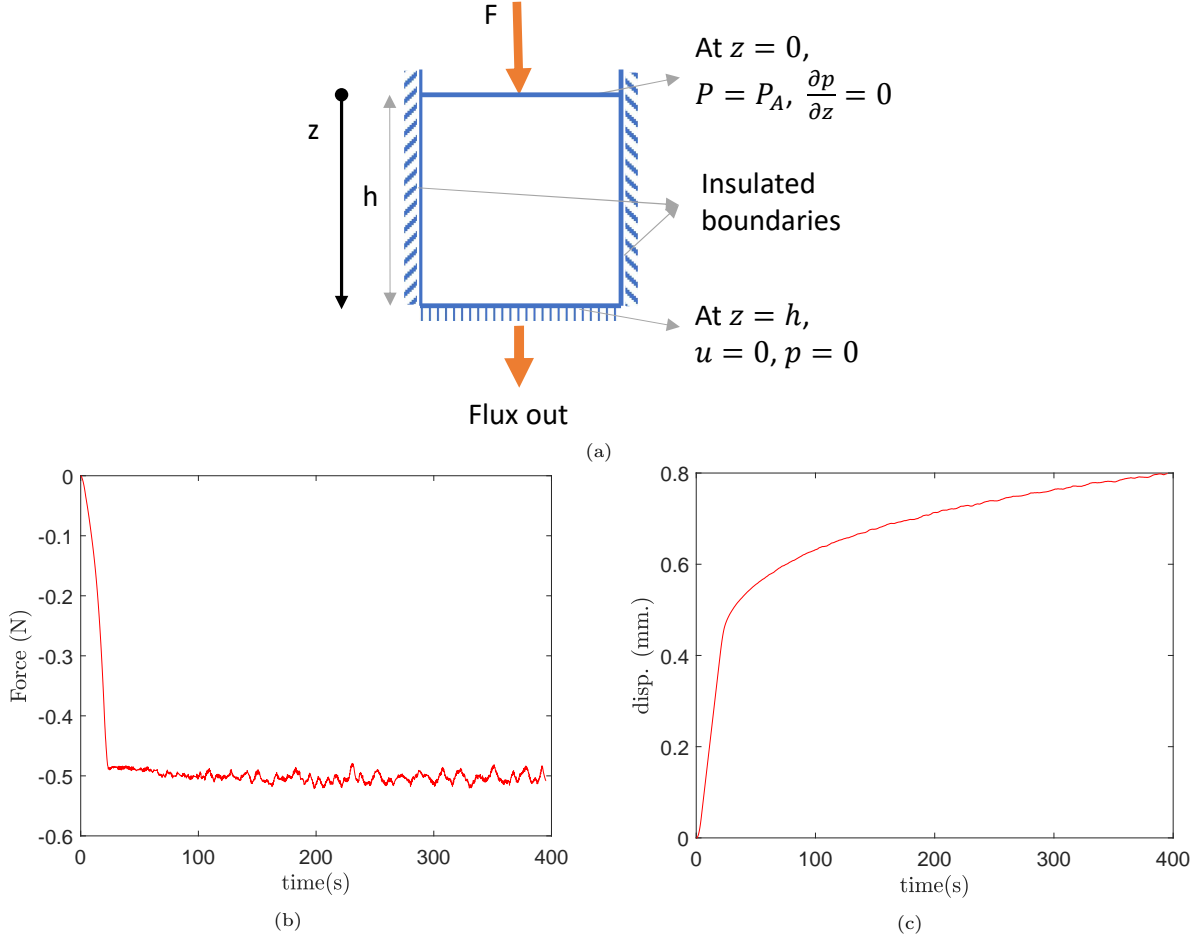 F
At z = 0,
P = P_A, ∂p/∂z = 0
z
h
Insulated
boundaries
At z = h,
u = 0, p = 0
Flux out
(a)
0
-0.1
-0.2
-0.3
-0.4
-0.5
-0.6
Force (N)
0 100 200 300 400
time(s)
(b)
0.8
0.6
0.4
0.2
0
disp. (mm.)
0 100 200 300 400
time(s)
(c)